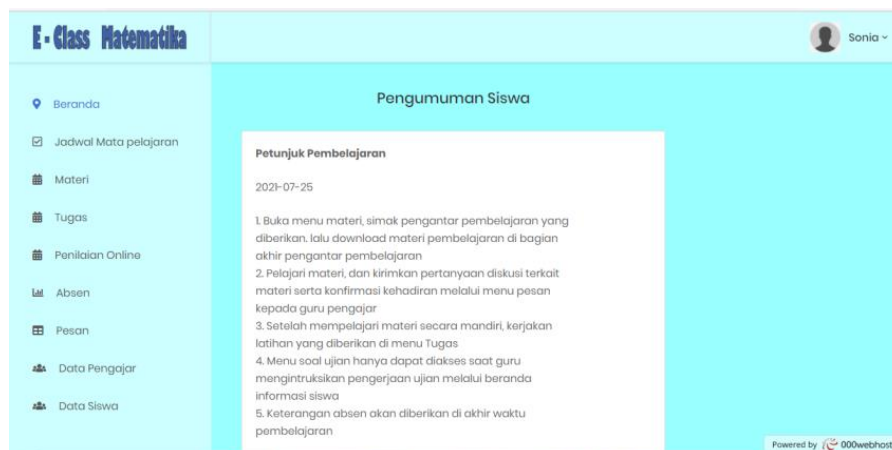 E - Class Matematika
Sonia
Beranda
Jadwal Mata pelajaran
Materi
Tugas
Penilaian Online
Absen
Pesan
Data Pengajar
Data Siswa
Pengumuman Siswa
Petunjuk Pembelajaran
2021-07-25
1. Buka menu materi, simak pengantar pembelajaran yang
diberikan. lalu download materi pembelajaran di bagian
akhir pengantar pembelajaran
2. Pelajari materi, dan kirimkan pertanyaan diskusi terkait
materi serta konfirmasi kehadiran melalui menu pesan
kepada guru pengajar
3. Setelah mempelajari materi secara mandiri, kerjakan
latihan yang diberikan di menu Tugas
4. Menu soal ujian hanya dapat diakses saat guru
mengintruksikan pengerjaan ujian melalui beranda
informasi siswa
5. Keterangan absen akan diberikan di akhir waktu
pembelajaran
Powered by 000webhost